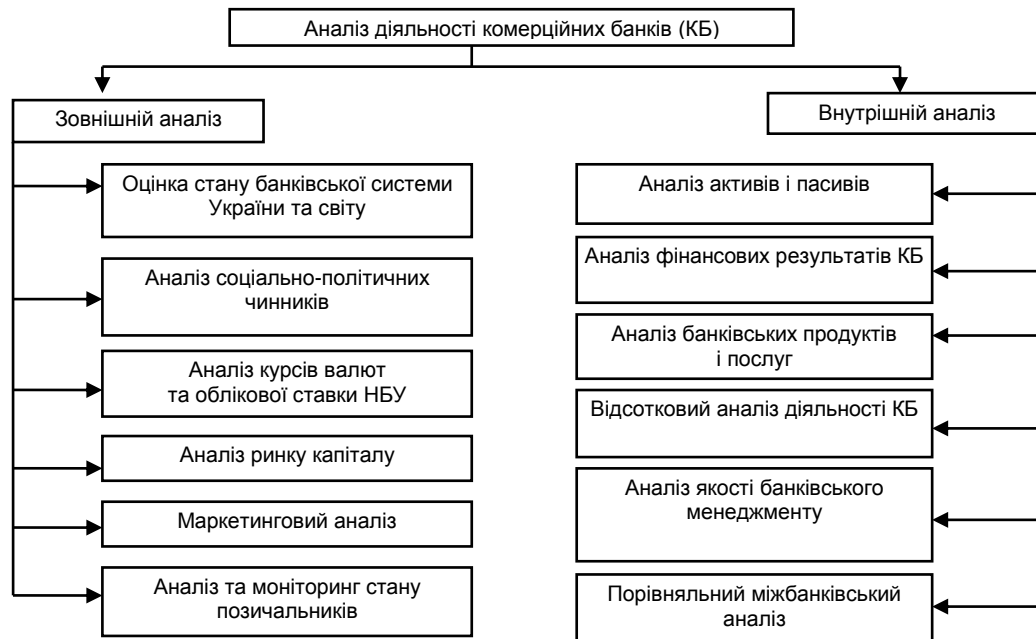 Аналіз діяльності комерційних банків (КБ)
Зовнішній аналіз
Оцінка стану банківської системи
України та світу
Аналіз соціально-політичних
чинників
Аналіз курсів валют
та облікової ставки НБУ
Аналіз ринку капіталу
Маркетинговий аналіз
Аналіз та моніторинг стану
позичальників
Внутрішній аналіз
Аналіз активів і пасивів
Аналіз фінансових результатів КБ
Аналіз банківських продуктів
і послуг
Відсотковий аналіз діяльності КБ
Аналіз якості банківського
менеджменту
Порівняльний міжбанківський
аналіз